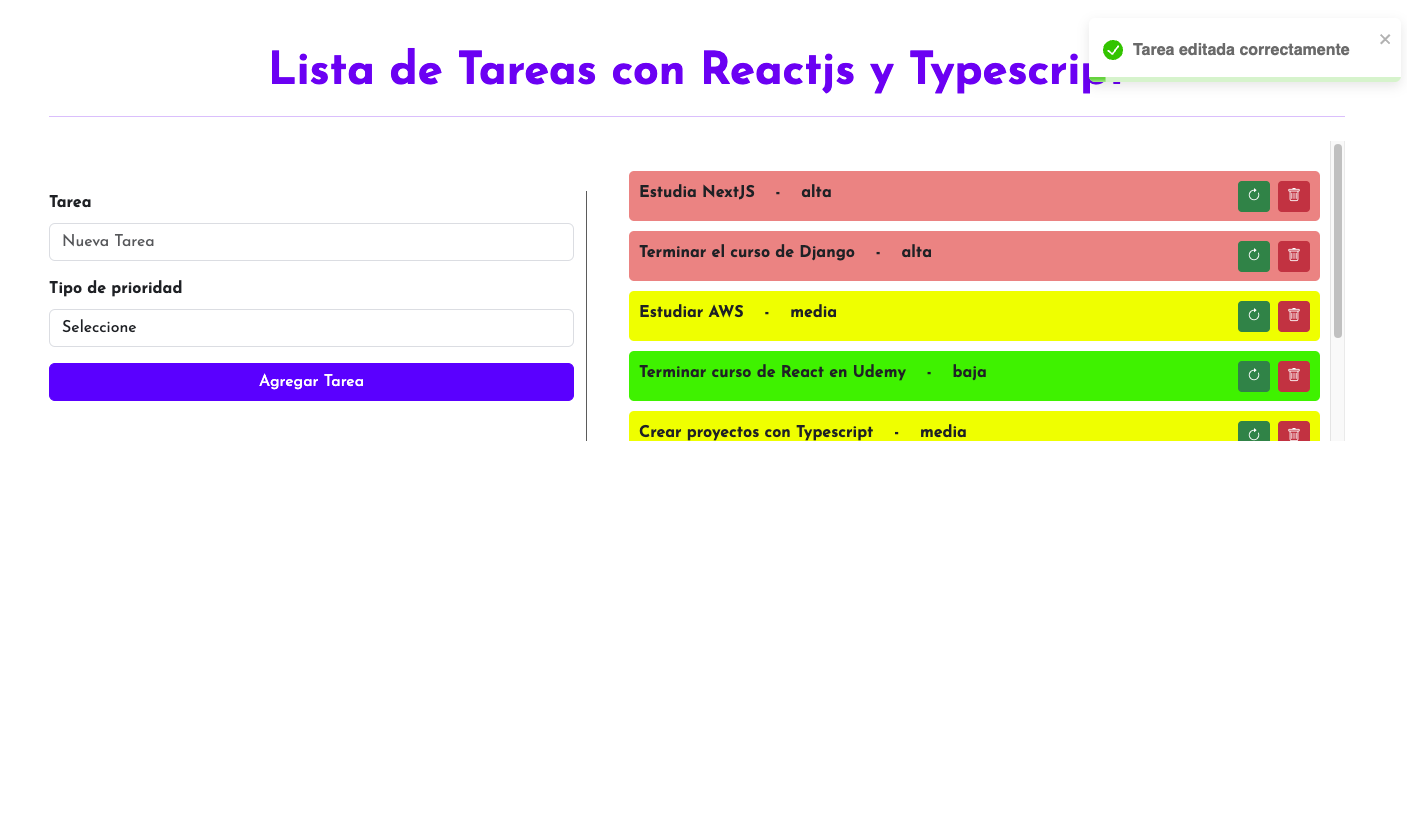 Lista de Tareas con Reactjs y Typescript
Tarea editada correctamente
Tarea
Nueva Tarea
Tipo de prioridad
Seleccione
Agregar Tarea
Estudia NextJS - alta
Terminar el curso de Django - alta
Estudiar AWS - media
Terminar curso de React en Udemy - baja
Crear proyectos con Typescript - media